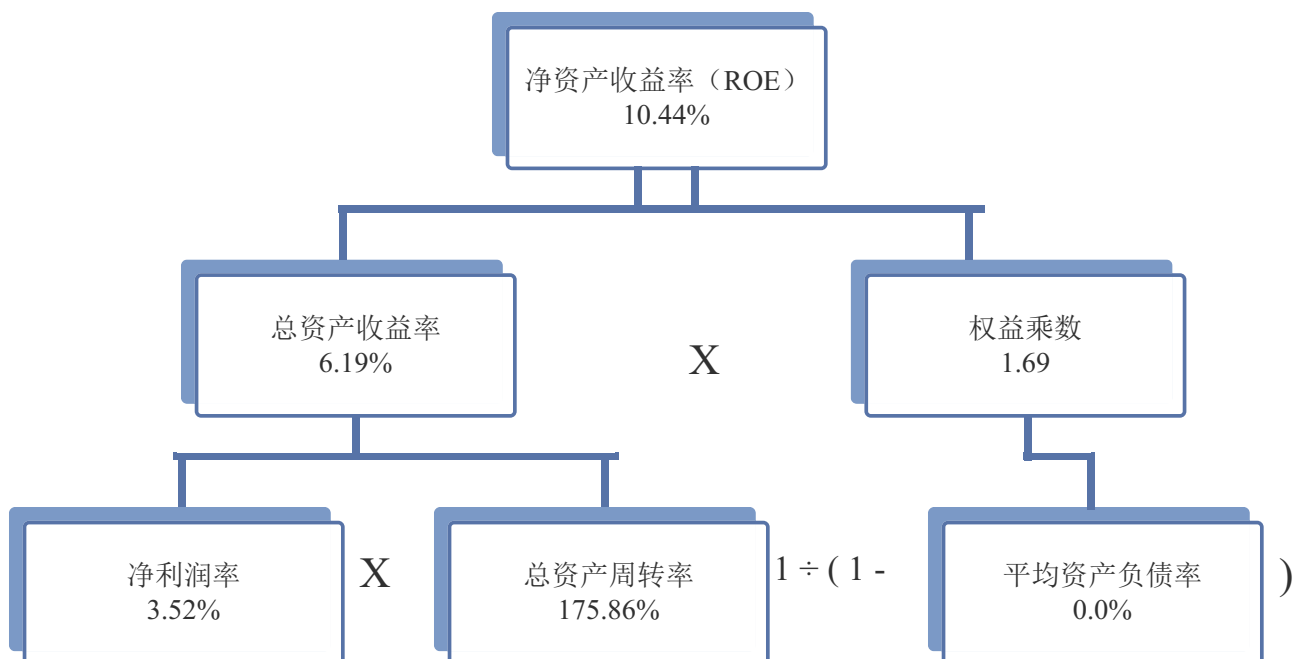 净资产收益率（ROE）
10.44%
总资产收益率
6.19%
X
权益乘数
1.69
净利润率
3.52%
X
总资产周转率
175.86%
1 ÷ ( 1 -
平均资产负债率
0.0%
)